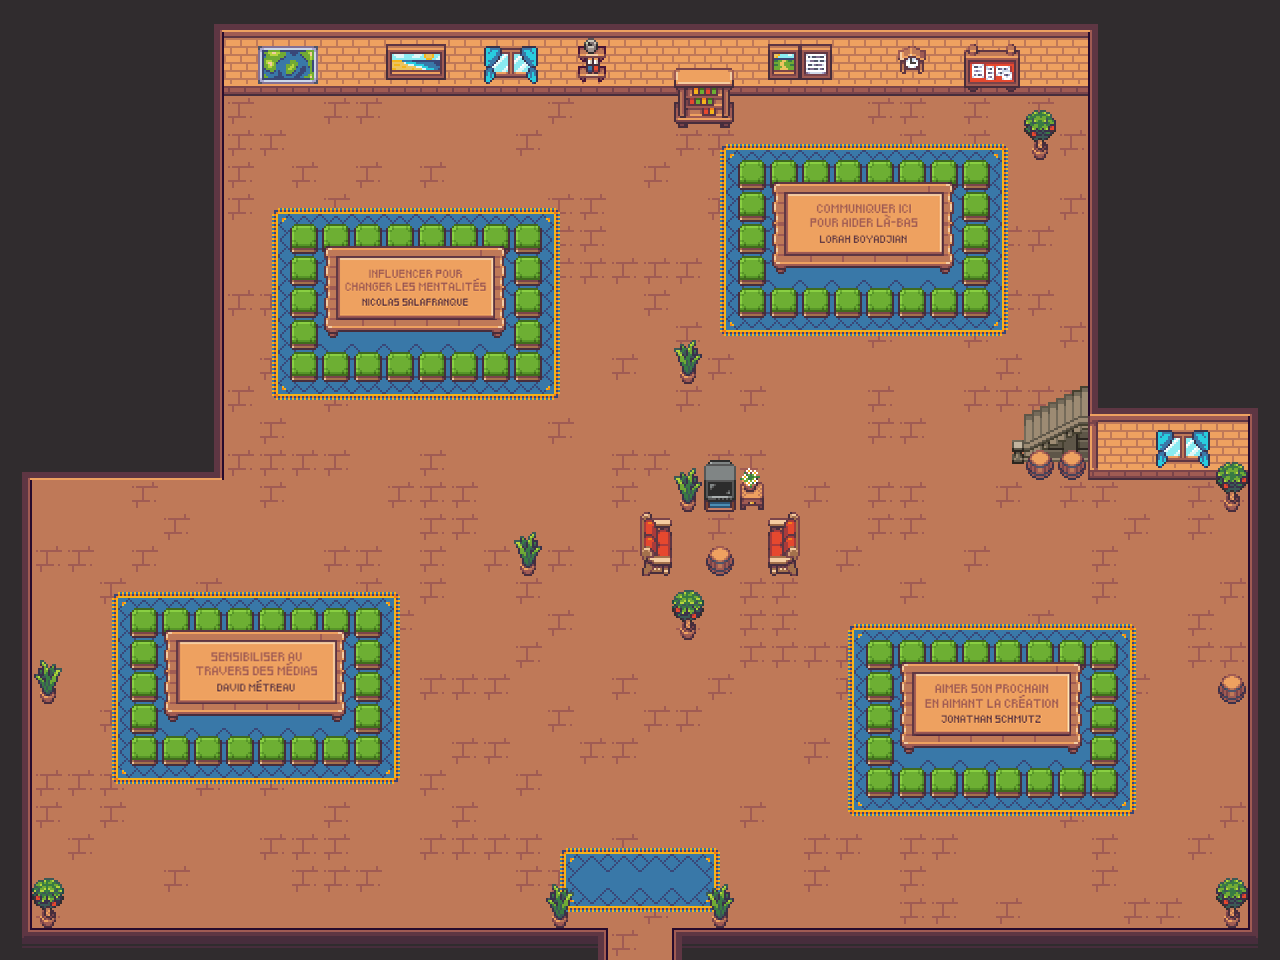 COMMUNIQUER ICI
POUR AIDER LÀ-BAS
LORAH BOYADJIAN
INFLUENCER POUR
CHANGER LES MENTALITÉS
NICOLAS SALAFRANQUE
SENSIBILISER AU
TRAVERS DES MÉDIAS
DAVID MÉTREAU
AIMER SON PROCHAIN
EN AIMANT LA CRÉATION
JONATHAN SCHMUTZ